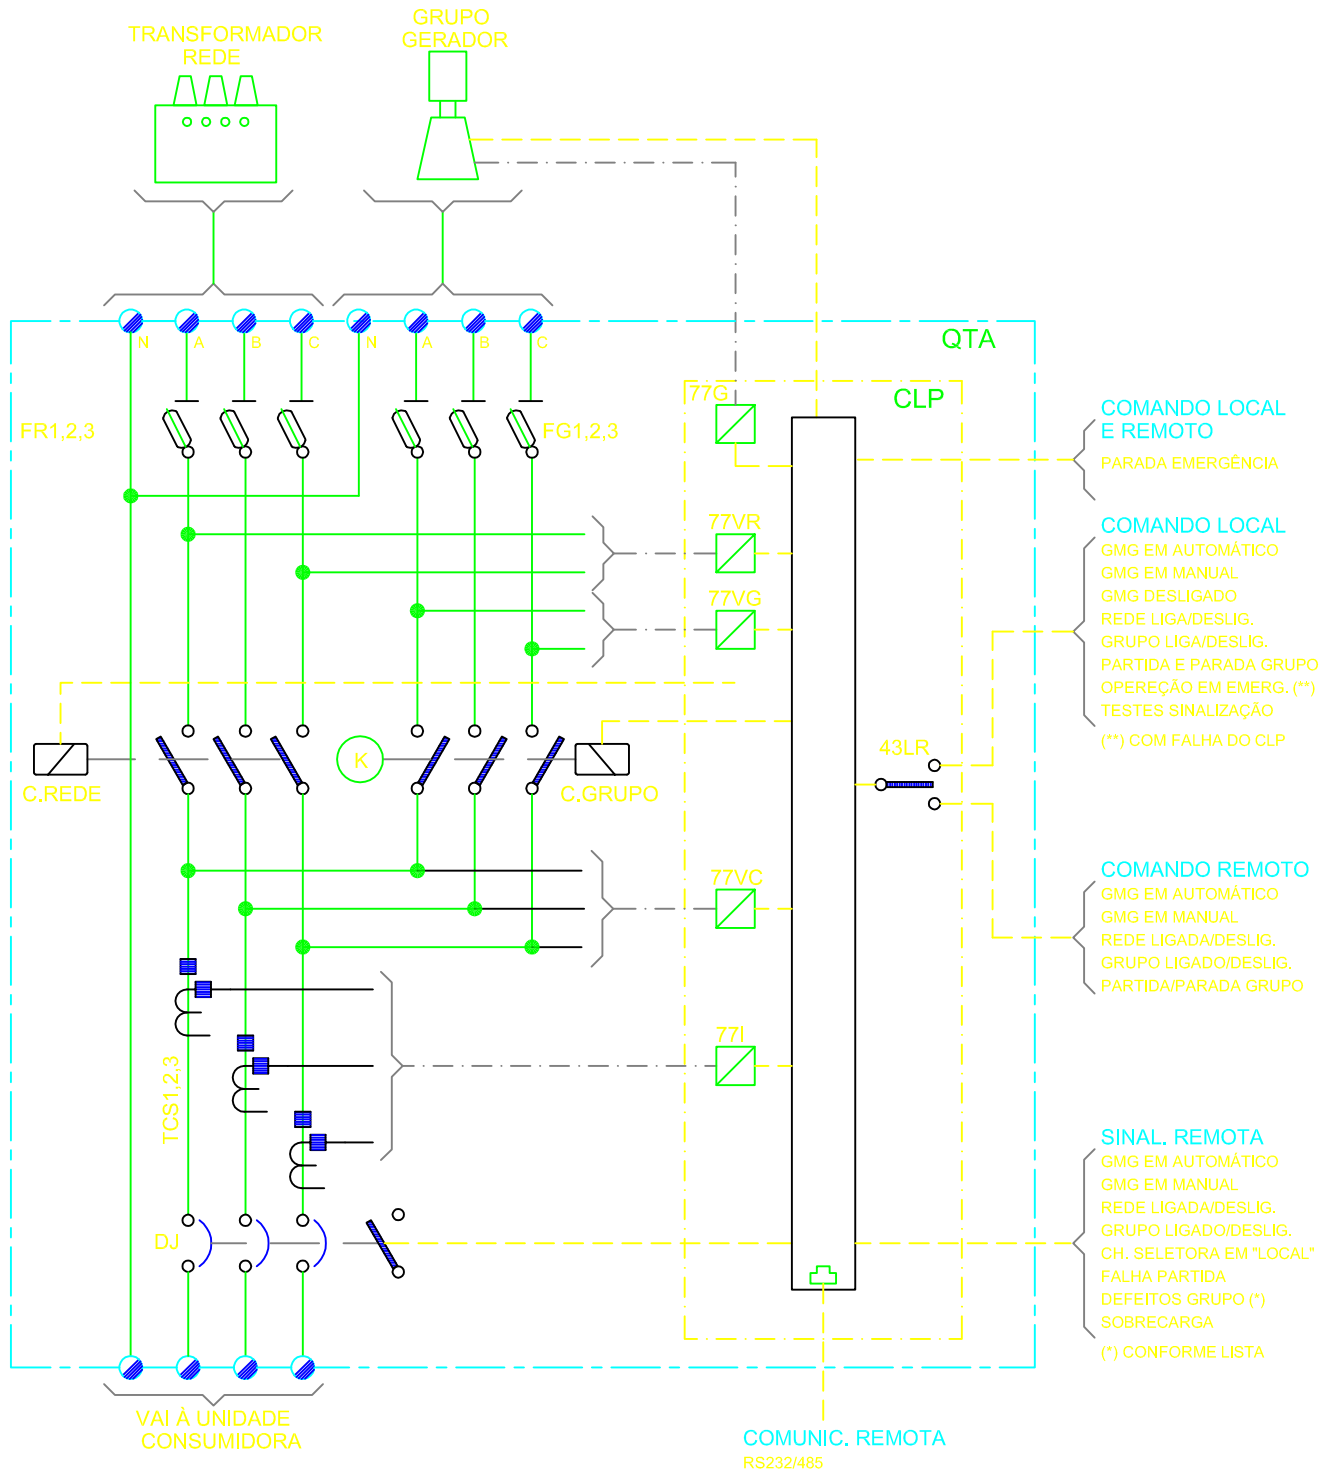 TRANSFORMADOR
REDE
GRUPO
GERADOR
N
A
B
C
N
A
B
C
QTA
CLP
FR1,2,3
FG1,2,3
77G
77VR
77VG
C.REDE
K
C.GRUPO
43LR
77VC
77I
TCS1,2,3
DJ
VAI À UNIDADE
CONSUMIDORA
COMUNIC. REMOTA
RS232/485
COMANDO LOCAL
E REMOTO
PARADA EMERGÊNCIA
COMANDO LOCAL
GMG EM AUTOMÁTICO
GMG EM MANUAL
GMG DESLIGADO
REDE LIGA/DESLIG.
GRUPO LIGA/DESLIG.
PARTIDA E PARADA GRUPO
OPEREÇÃO EM EMERG. (**)
TESTES SINALIZAÇÃO
(**) COM FALHA DO CLP
COMANDO REMOTO
GMG EM AUTOMÁTICO
GMG EM MANUAL
REDE LIGADA/DESLIG.
GRUPO LIGADO/DESLIG.
PARTIDA/PARADA GRUPO
SINAL. REMOTA
GMG EM AUTOMÁTICO
GMG EM MANUAL
REDE LIGADA/DESLIG.
GRUPO LIGADO/DESLIG.
CH. SELETORA EM "LOCAL"
FALHA PARTIDA
DEFEITOS GRUPO (*)
SOBRECARGA
(*) CONFORME LISTA